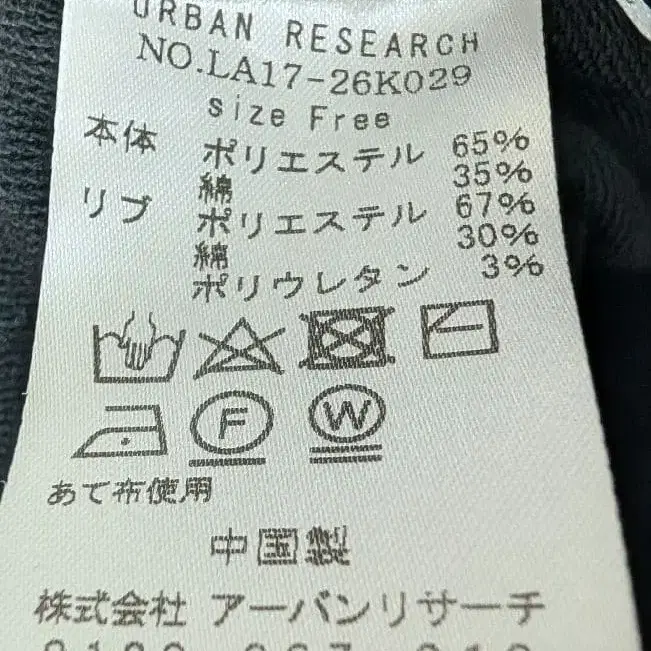 URBAN RESEARCH
NO.LA17-26K029
size Free
本体 ポリエステル 65%
綿 35%
リブ ポリエステル 67%
綿 30%
ポリウレタン 3%
F W
あて布使用
中国製
株式会社 アーバンリサーチ